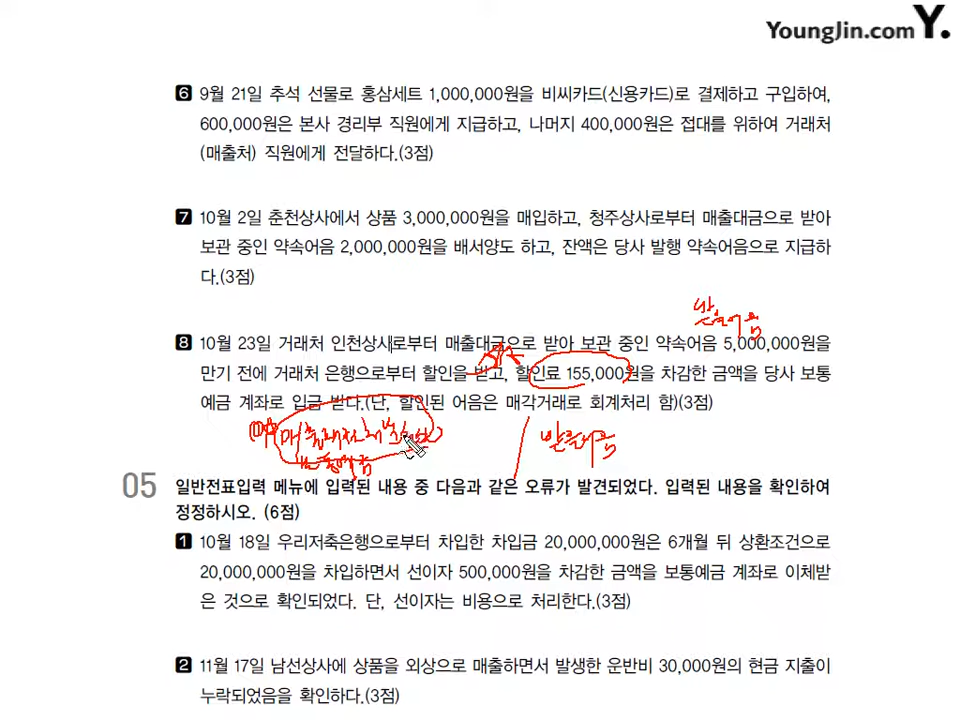 YoungJin.com Y.
6 9월 21일 추석 선물로 홍삼세트 1,000,000원을 비씨카드(신용카드)로 결제하고 구입하여,
600,000원은 본사 경리부 직원에게 지급하고, 나머지 400,000원은 접대를 위하여 거래처
(매출처) 직원에게 전달하다.(3점)
7 10월 2일 춘천상사에서 상품 3,000,000원을 매입하고, 청주상사로부터 매출대금으로 받아
보관 중인 약속어음 2,000,000원을 배서양도 하고, 잔액은 당사 발행 약속어음으로 지급하
다.(3점)
받을어음
8 10월 23일 거래처 인천상사로부터 매출대금으로 받아 보관 중인 약속어음 5,000,000원을
만기 전에 거래처 은행으로부터 할인을 받고, 할인료 155,000원을 차감한 금액을 당사 보통
예금 계좌로 입금 받다.(단, 할인된 어음은 매각거래로 회계처리 함)(3점)
매출채권처분손실 받을어음
보통예금
05 일반전표입력 메뉴에 입력된 내용 중 다음과 같은 오류가 발견되었다. 입력된 내용을 확인하여
정정하시오. (6점)
1 10월 18일 우리저축은행으로부터 차입한 차입금 20,000,000원은 6개월 뒤 상환조건으로
20,000,000원을 차입하면서 선이자 500,000원을 차감한 금액을 보통예금 계좌로 이체받
은 것으로 확인되었다. 단, 선이자는 비용으로 처리한다.(3점)
2 11월 17일 남선상사에 상품을 외상으로 매출하면서 발생한 운반비 30,000원의 현금 지출이
누락되었음을 확인하다.(3점)